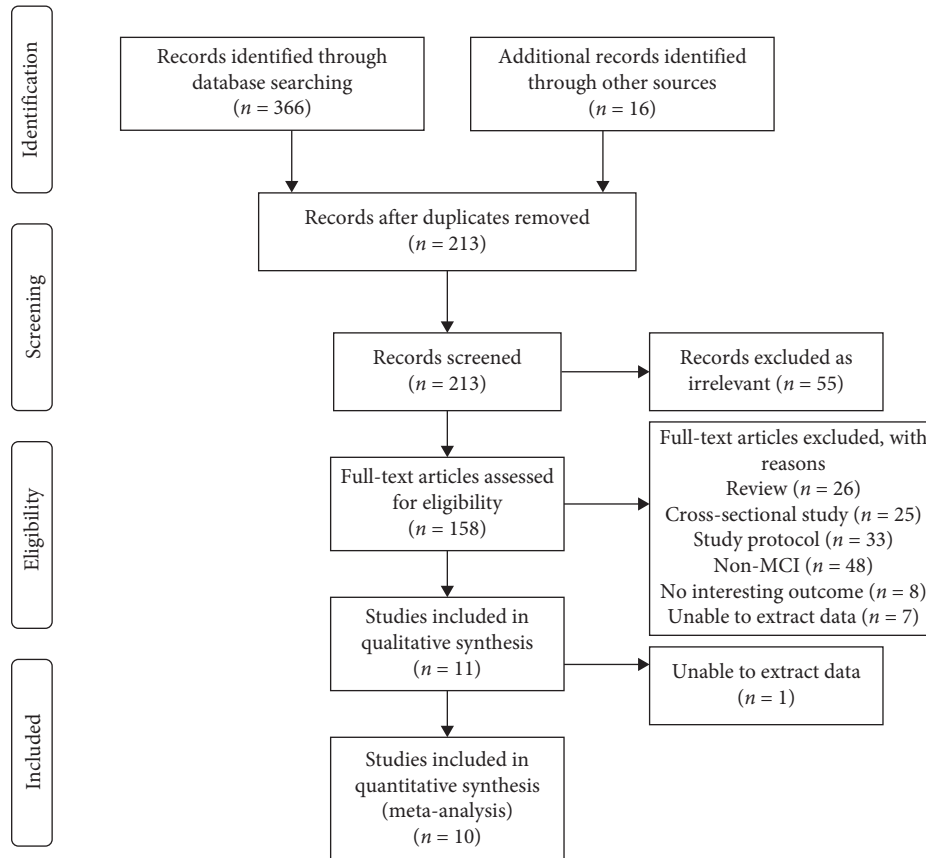 Identification
Records identified through
database searching
(n = 366)
Additional records identified
through other sources
(n = 16)
Records after duplicates removed
(n = 213)
Screening
Records screened
(n = 213)
Records excluded as
irrelevant (n = 55)
Eligibility
Full-text articles assessed
for eligibility
(n = 158)
Full-text articles excluded, with
reasons
Review (n = 26)
Cross-sectional study (n = 25)
Study protocol (n = 33)
Non-MCI (n = 48)
No interesting outcome (n = 8)
Unable to extract data (n = 7)
Studies included in
qualitative synthesis
(n = 11)
Unable to extract data
(n = 1)
Included
Studies included in
quantitative synthesis
(meta-analysis)
(n = 10)